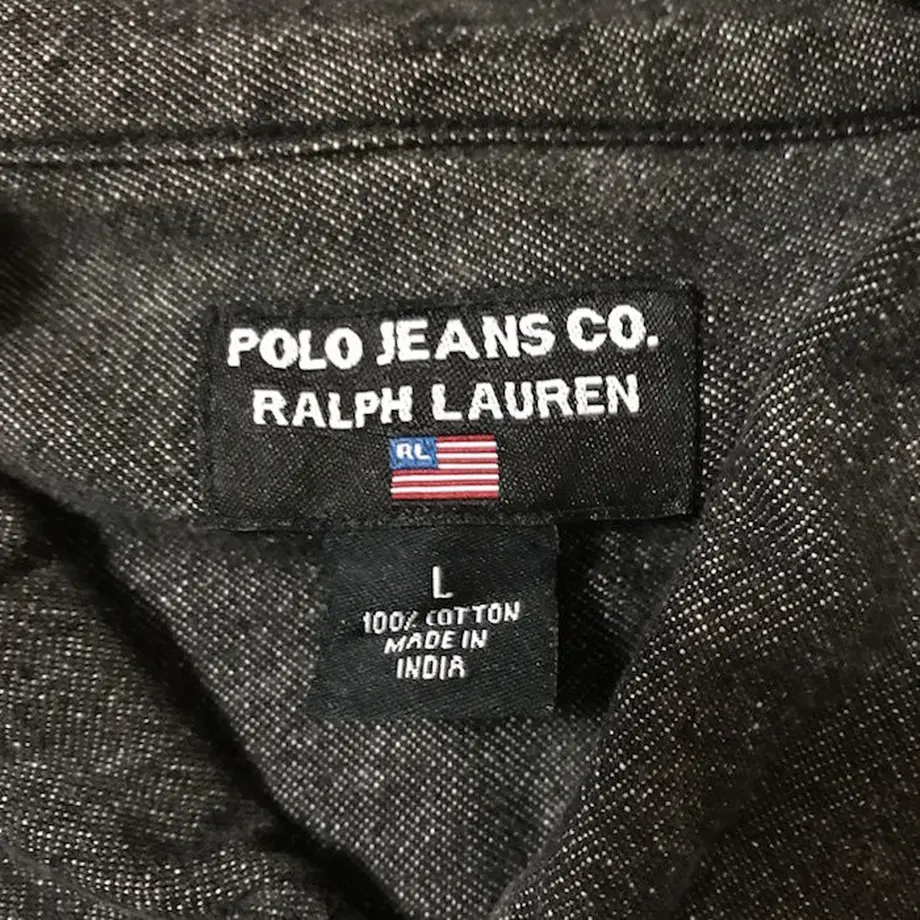 POLO JEANS CO.
RALPH LAUREN
RL
L
100% COTTON
MADE IN
INDIA